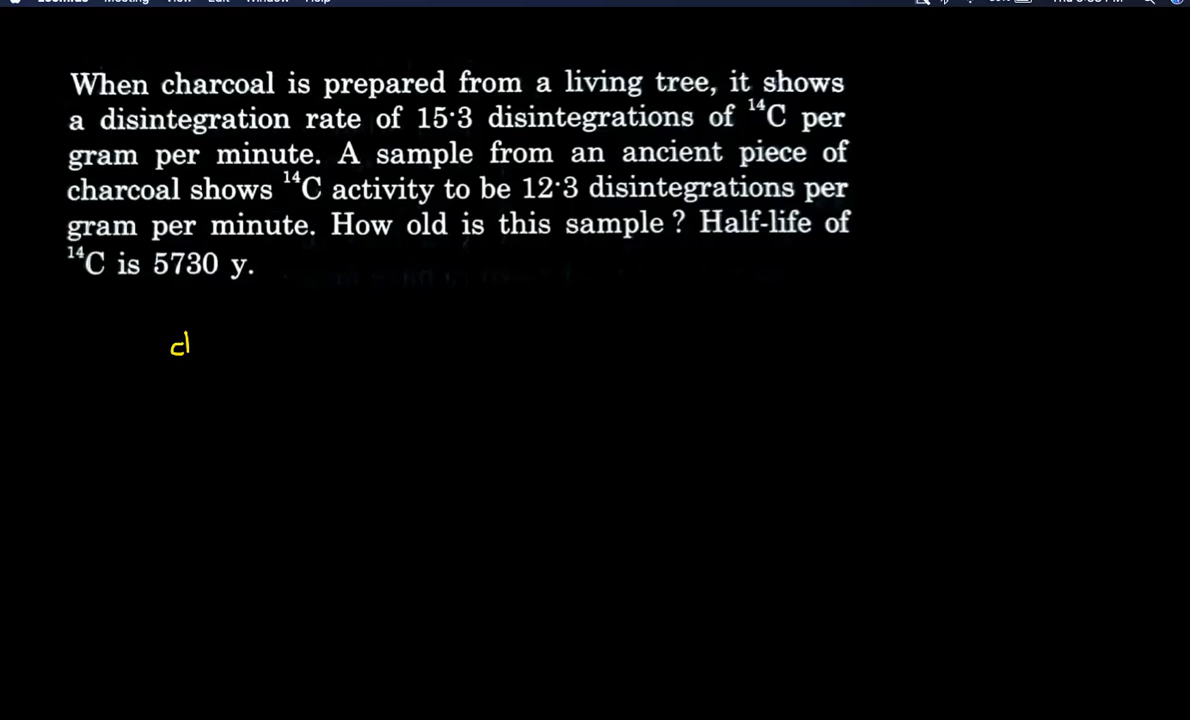 When charcoal is prepared from a living tree, it shows
a disintegration rate of 15·3 disintegrations of ¹⁴C per
gram per minute. A sample from an ancient piece of
charcoal shows ¹⁴C activity to be 12·3 disintegrations per
gram per minute. How old is this sample ? Half-life of
¹⁴C is 5730 y.
d